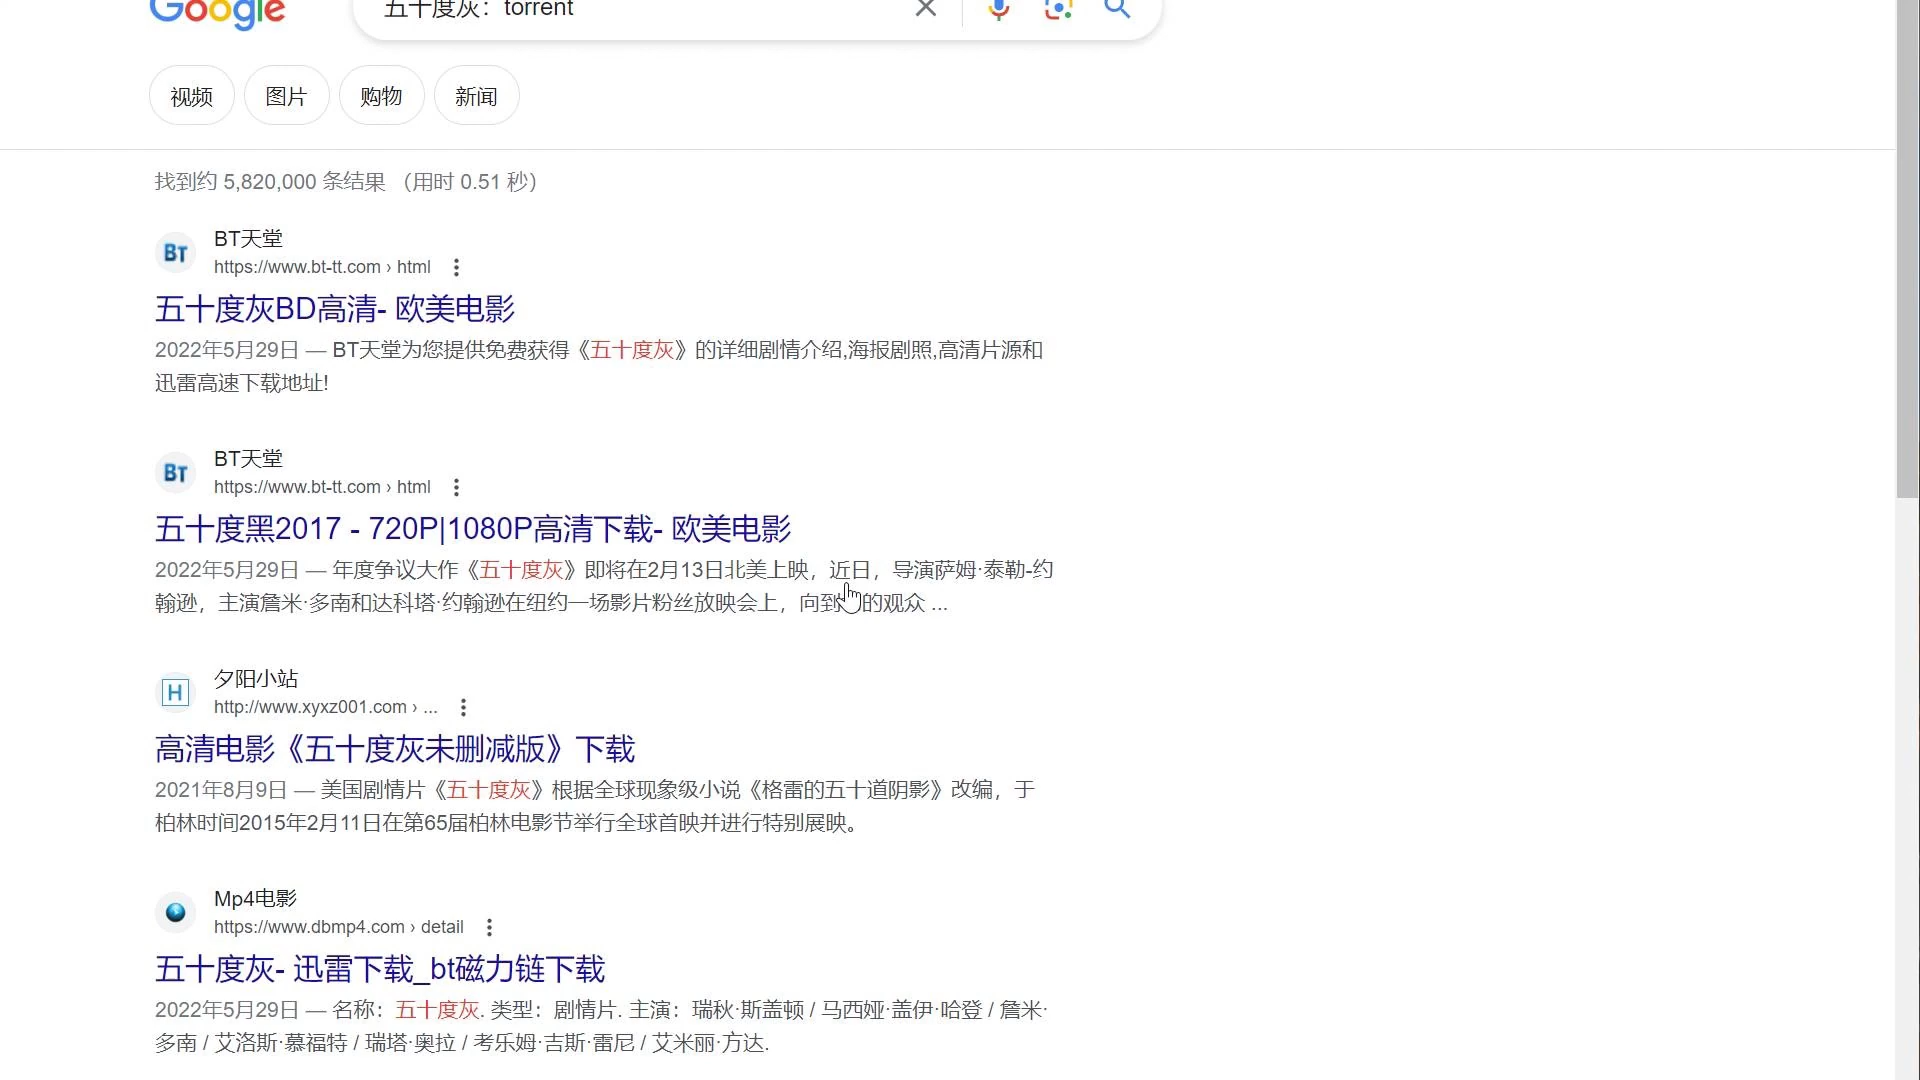 Google
五十度灰：torrent
视频 图片 购物 新闻
找到约 5,820,000 条结果 （用时 0.51 秒）
BT
BT天堂
https://www.bt-tt.com › html
五十度灰BD高清- 欧美电影
2022年5月29日 — BT天堂为您提供免费获得《五十度灰》的详细剧情介绍,海报剧照,高清片源和
迅雷高速下载地址!
BT
BT天堂
https://www.bt-tt.com › html
五十度黑2017 - 720P|1080P高清下载- 欧美电影
2022年5月29日 — 年度争议大作《五十度灰》即将在2月13日北美上映，近日，导演萨姆·泰勒-约
翰逊，主演詹米·多南和达科塔·约翰逊在纽约一场影片粉丝放映会上，向到的观众 ...
H
夕阳小站
http://www.xyxz001.com › ...
高清电影《五十度灰未删减版》下载
2021年8月9日 — 美国剧情片《五十度灰》根据全球现象级小说《格雷的五十道阴影》改编，于
柏林时间2015年2月11日在第65届柏林电影节举行全球首映并进行特别展映。
Mp4电影
https://www.dbmp4.com › detail
五十度灰- 迅雷下载_bt磁力链下载
2022年5月29日 — 名称：五十度灰. 类型：剧情片. 主演：瑞秋·斯盖顿 / 马西娅·盖伊·哈登 / 詹米·
多南 / 艾洛斯·慕福特 / 瑞塔·奥拉 / 考乐姆·吉斯·雷尼 / 艾米丽·方达.